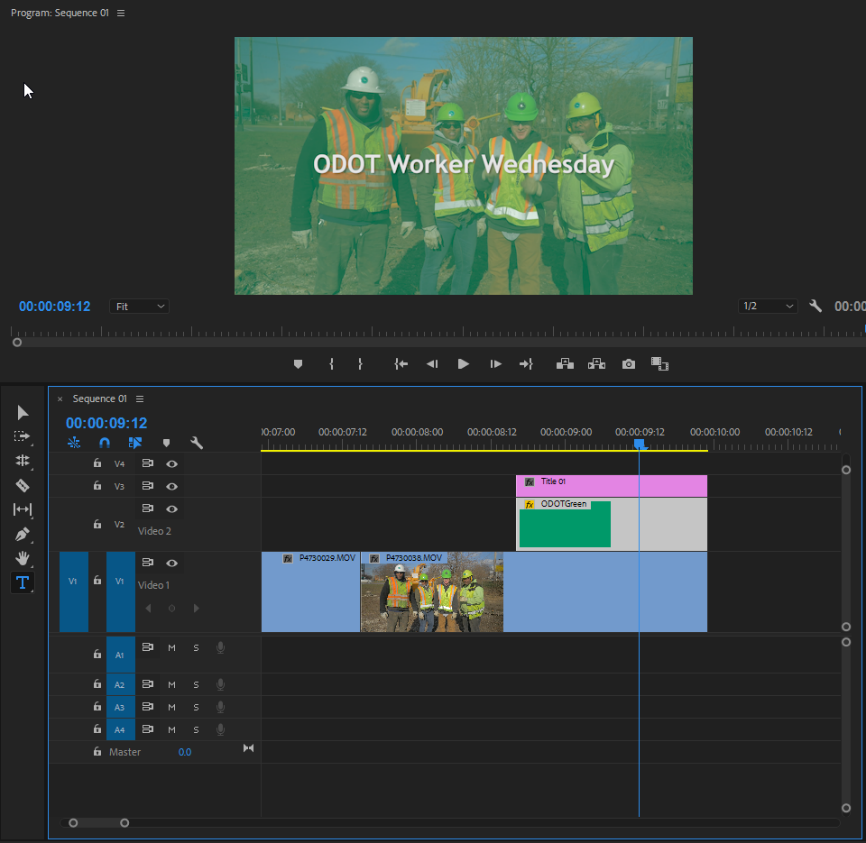 Program: Sequence 01
ODOT Worker Wednesday
00:00:09:12
Fit
1/2
00:00
× Sequence 01
00:00:09:12
00:07:00
00:00:07:12
00:00:08:00
00:00:08:12
00:00:09:00
00:00:09:12
00:00:10:00
00:00:10:12
V4
V3
fx Title 01
V2
Video 2
fx ODOTGreen
V1
V1
Video 1
fx P4730029.MOV
fx P4730038.MOV
T
A1
M
S
A2
M
S
A3
M
S
A4
M
S
Master
0.0